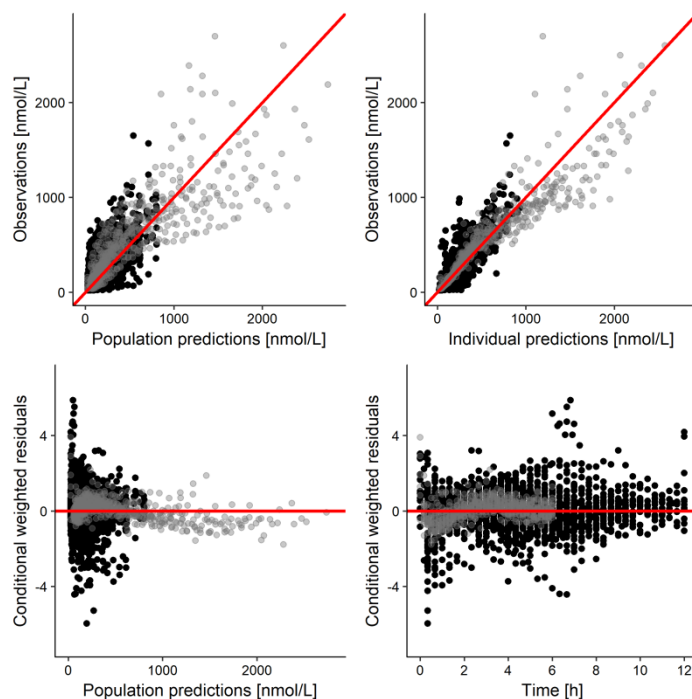 Observations [nmol/L]
2000
1000
0
0 1000 2000
Population predictions [nmol/L]
Observations [nmol/L]
2000
1000
0
0 1000 2000
Individual predictions [nmol/L]
Conditional weighted residuals
4
0
-4
0 1000 2000
Population predictions [nmol/L]
Conditional weighted residuals
4
0
-4
0 2 4 6 8 10 12
Time [h]